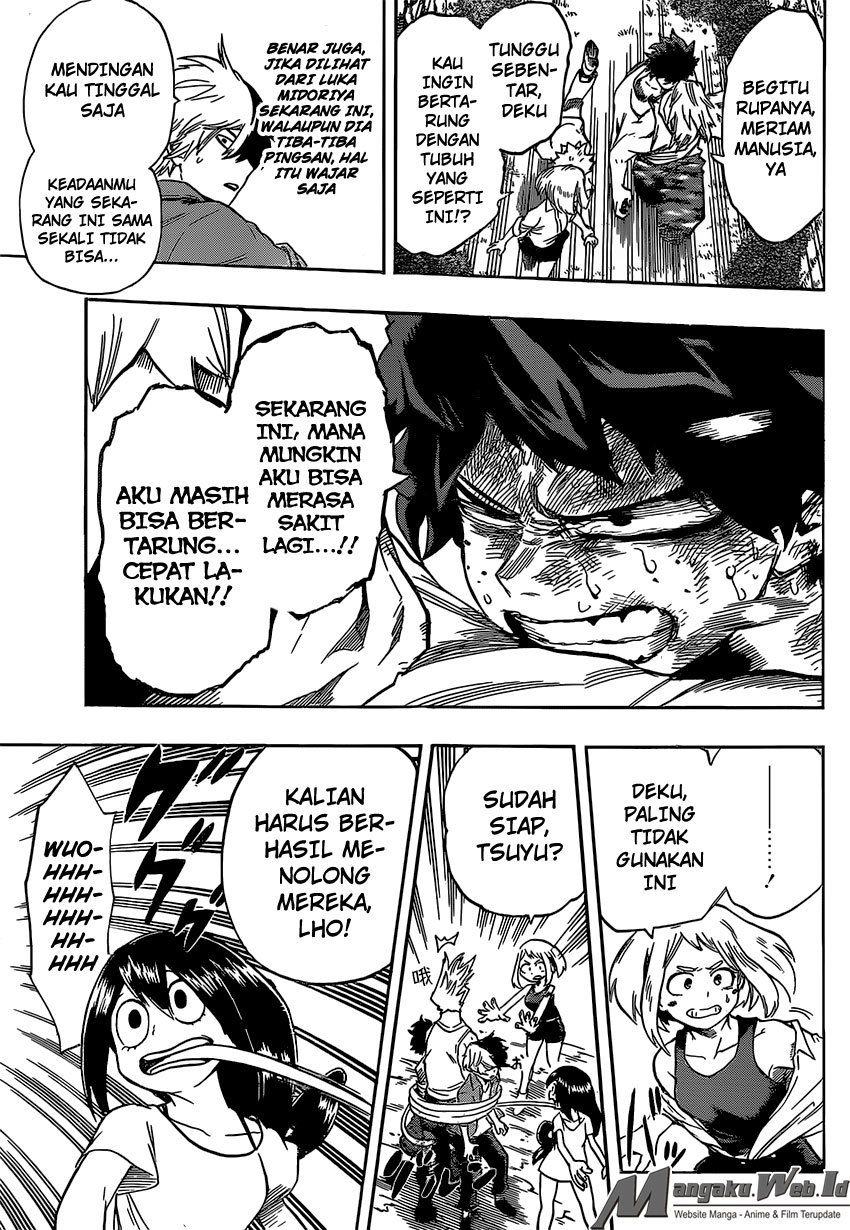 BEGITU
RUPANYA,
MERIAM
MANUSIA,
YA
TUNGGU
SEBEN-
TAR,
DEKU
KAU
INGIN
BERTA-
RUNG
DENGAN
TUBUH
YANG
SEPERTI
INI!?
BENAR JUGA,
JIKA DILIHAT
DARI LUKA
MIDORIYA
SEKARANG INI,
WALAUPUN DIA
TIBA-TIBA
PINGSAN, HAL
ITU WAJAR
SAJA
MENDINGAN
KAU TINGGAL
SAJA
KEADAANMU
YANG SEKA-
RANG INI SAMA
SEKALI TIDAK
BISA...
SEKARANG
INI, MANA
MUNGKIN
AKU BISA
MERASA
SAKIT
LAGI...!!
AKU MASIH
BISA BER-
TARUNG...
CEPAT LA-
KUKAN!!
DEKU,
PALING
TIDAK
GUNAKAN
INI
SUDAH
SIAP,
TSUYU?
哦
グルン
KALIAN
HARUS BER-
HASIL ME-
NOLONG
MEREKA,
LHO!
WUO-
HHH-
HHH-
HHH-
HH-
HHH
Mangaku.Web.Id
Website Manga - Anime & Film Terupdate